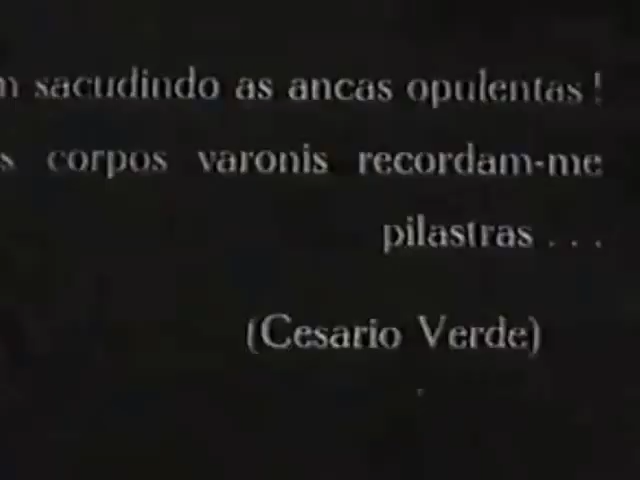 sacudindo as ancas opulentas!
corpos varonis recordam-me
pilastras...
(Cesario Verde)